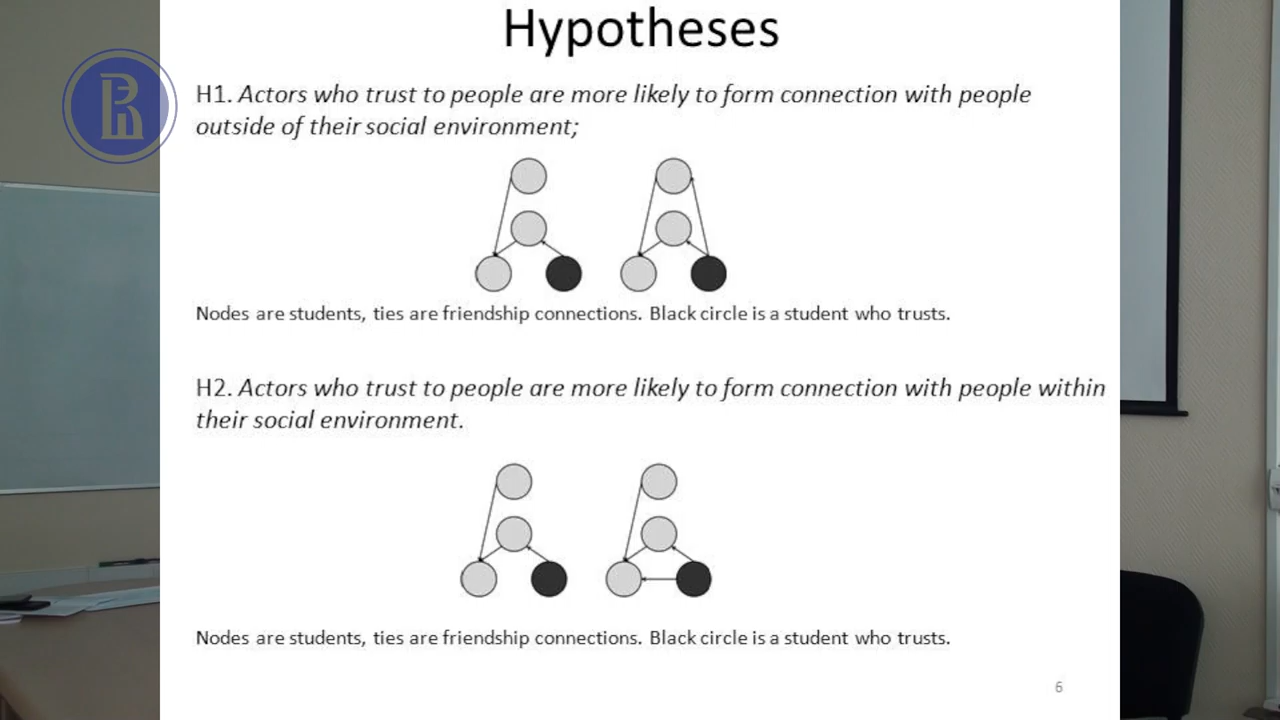 Hypotheses
H1. Actors who trust to people are more likely to form connection with people
outside of their social environment;
Nodes are students, ties are friendship connections. Black circle is a student who trusts.
H2. Actors who trust to people are more likely to form connection with people within
their social environment.
Nodes are students, ties are friendship connections. Black circle is a student who trusts.
6